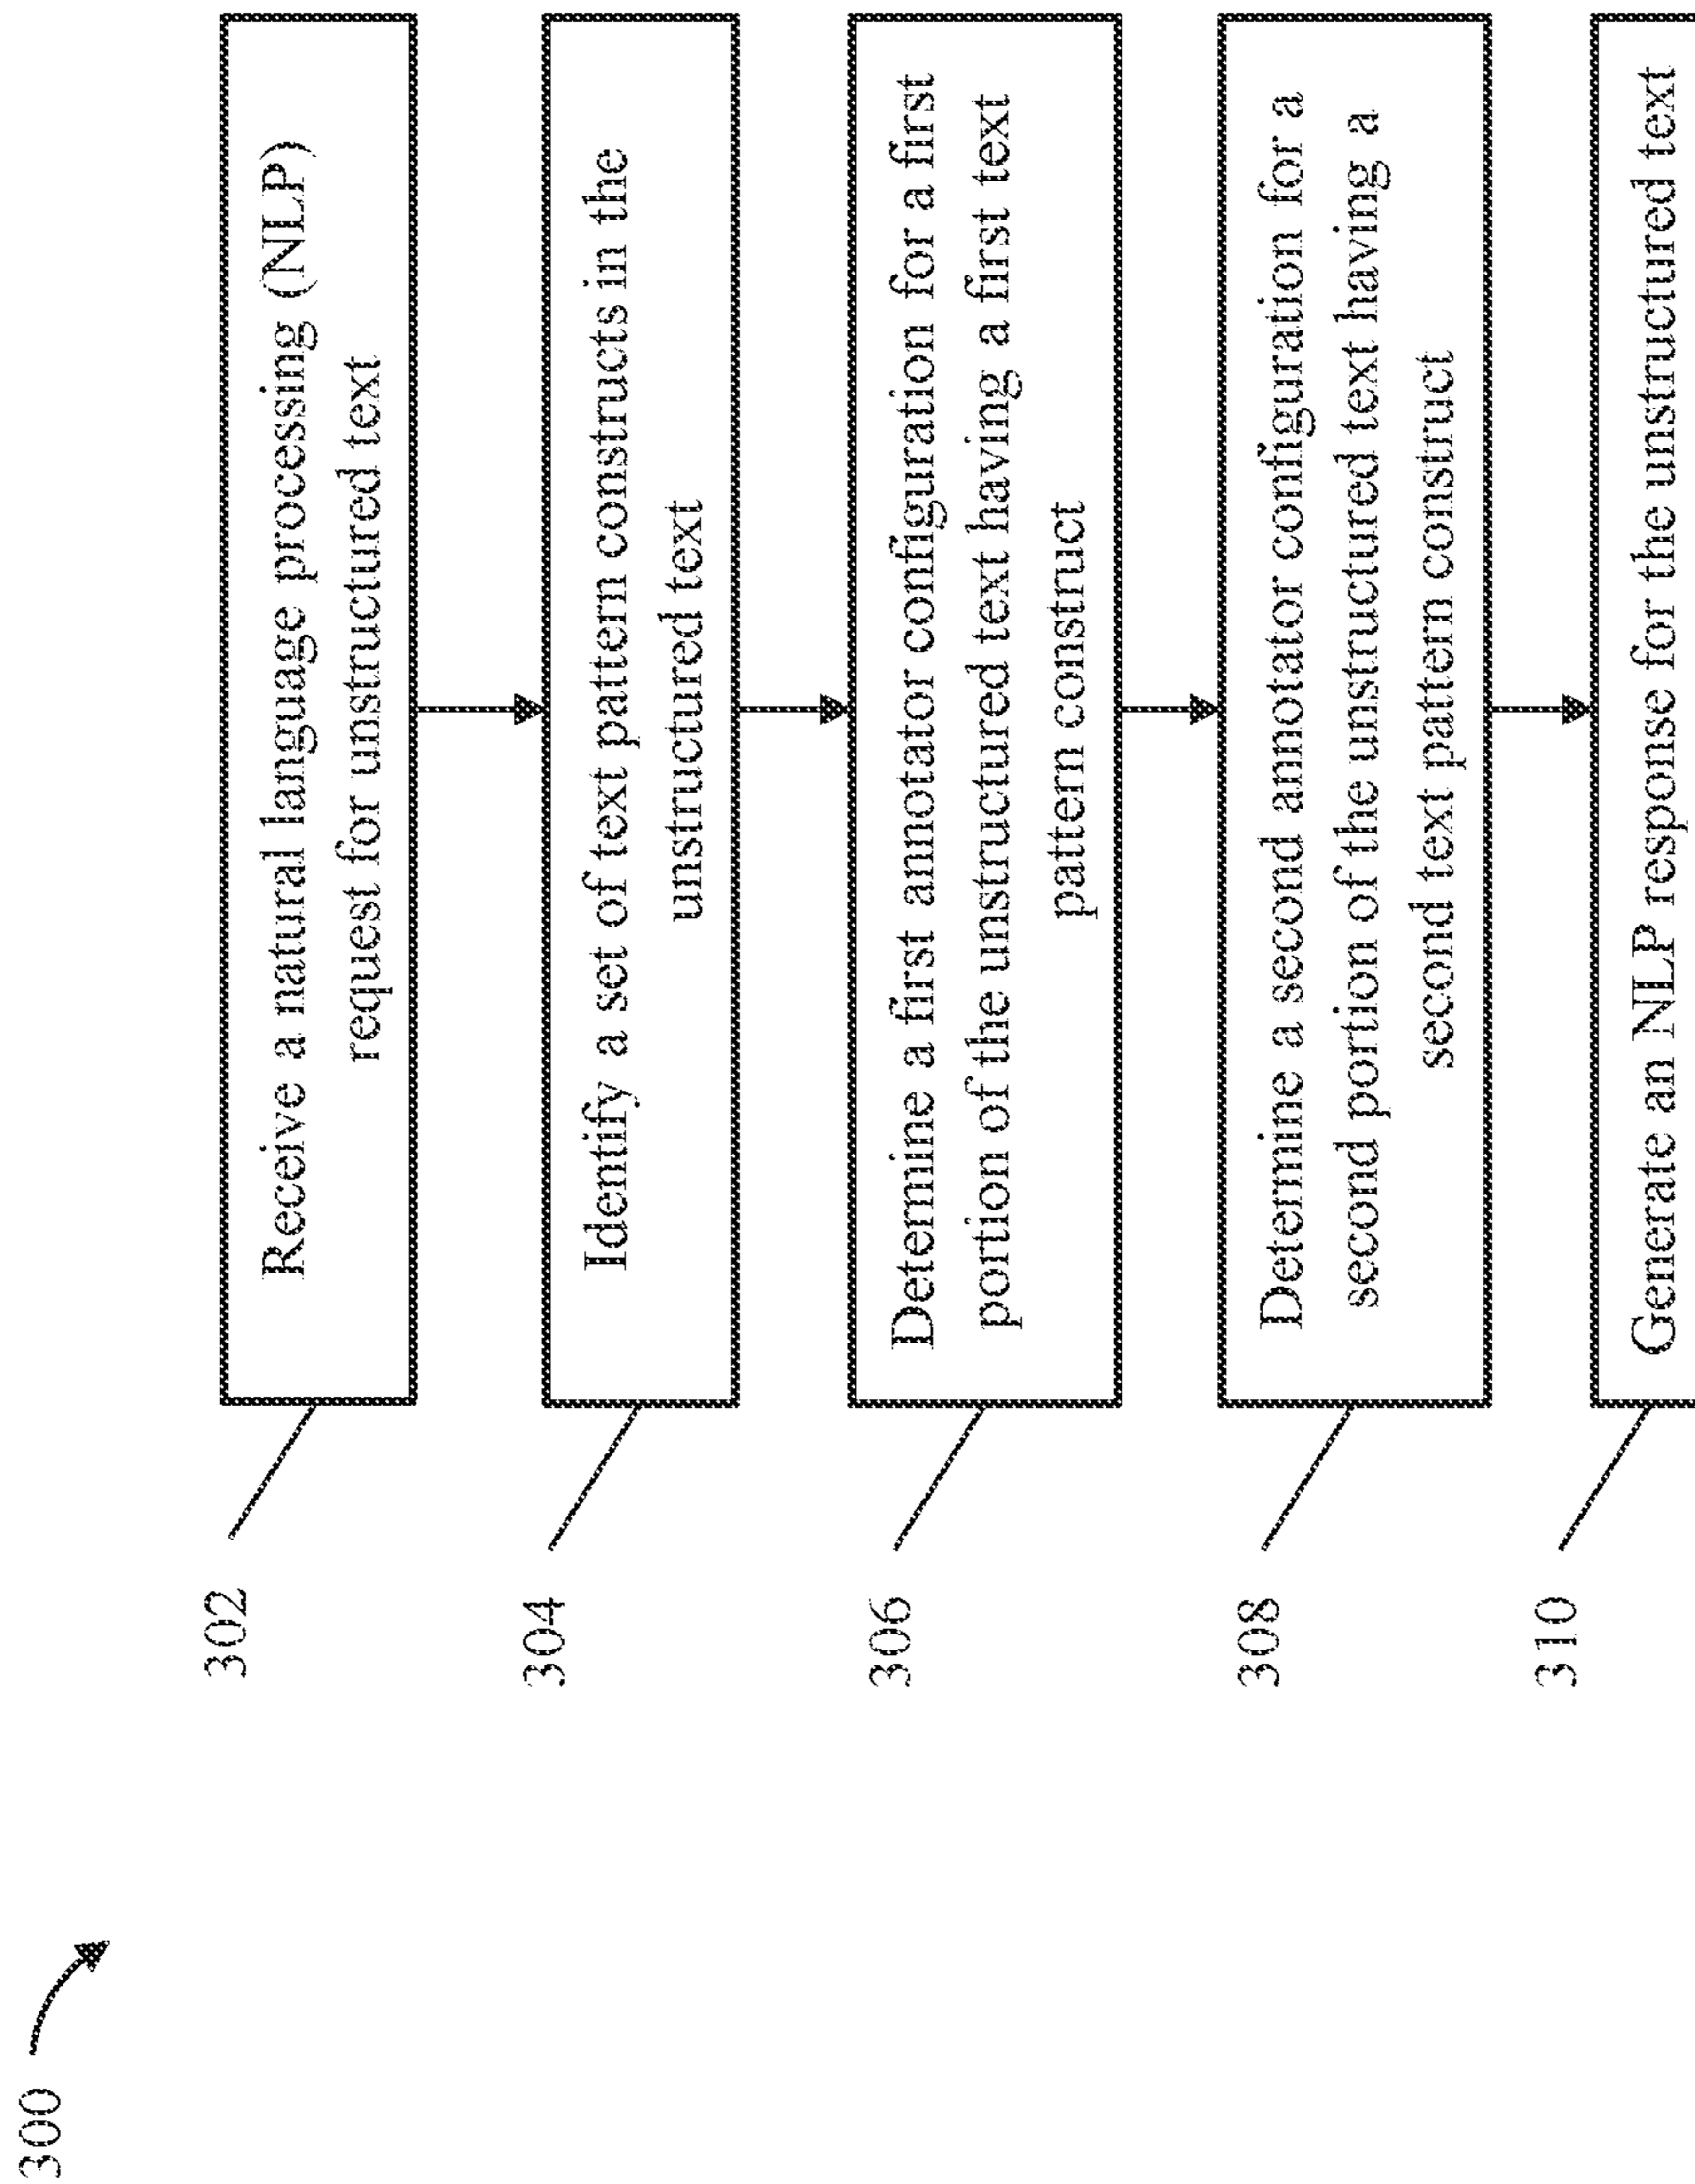 300
302
Receive a natural language processing (NLP)
request for unstructured text
304
Identify a set of text pattern constructs in the
unstructured text
306
Determine a first annotator configuration for a first
portion of the unstructured text having a first text
pattern construct
308
Determine a second annotator configuration for a
second portion of the unstructured text having a
second text pattern construct
310
Generate an NLP response for the unstructured text